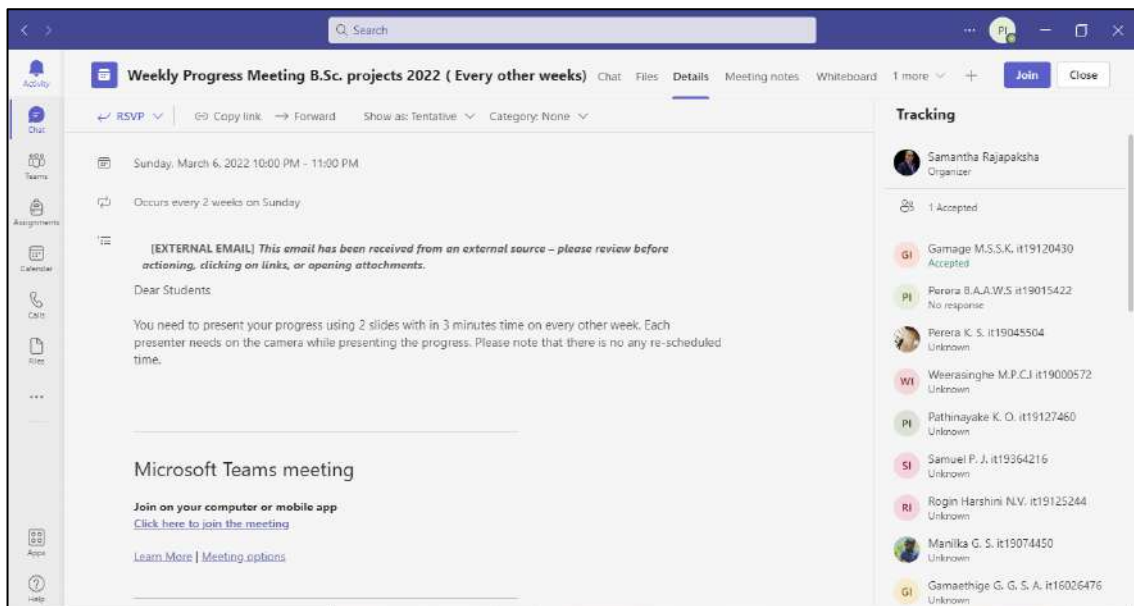 Search
PI
Activity
Chat
Teams
Assignments
Calendar
Calls
Files
Apps
Help
Weekly Progress Meeting B.Sc. projects 2022 ( Every other weeks) Chat Files Details Meeting notes Whiteboard 1 more
Join
Close
RSVP Copy link Forward Show as: Tentative Category: None
Sunday, March 6, 2022 10:00 PM - 11:00 PM
Occurs every 2 weeks on Sunday
[EXTERNAL EMAIL] This email has been received from an external source – please review before
actioning, clicking on links, or opening attachments.
Dear Students
You need to present your progress using 2 slides with in 3 minutes time on every other week. Each
presenter needs on the camera while presenting the progress. Please note that there is no any re-scheduled
time.
Microsoft Teams meeting
Join on your computer or mobile app
Click here to join the meeting
Learn More | Meeting options
Tracking
Samantha Rajapaksha
Organizer
1 Accepted
GI
Gamage M.S.S.K. it19120430
Accepted
PI
Perera B.A.A.W.S it19015422
No response
Perera K. S. it19045504
Unknown
WI
Weerasinghe M.P.C.I it19000572
Unknown
PI
Pathinayake K. O. it19127460
Unknown
SI
Samuel P. J. it19364216
Unknown
RI
Rogin Harshini N.V. it19125244
Unknown
Manilka G. S. it19074450
Unknown
GI
Gamaethige G. G. S. A. it16026476
Unknown